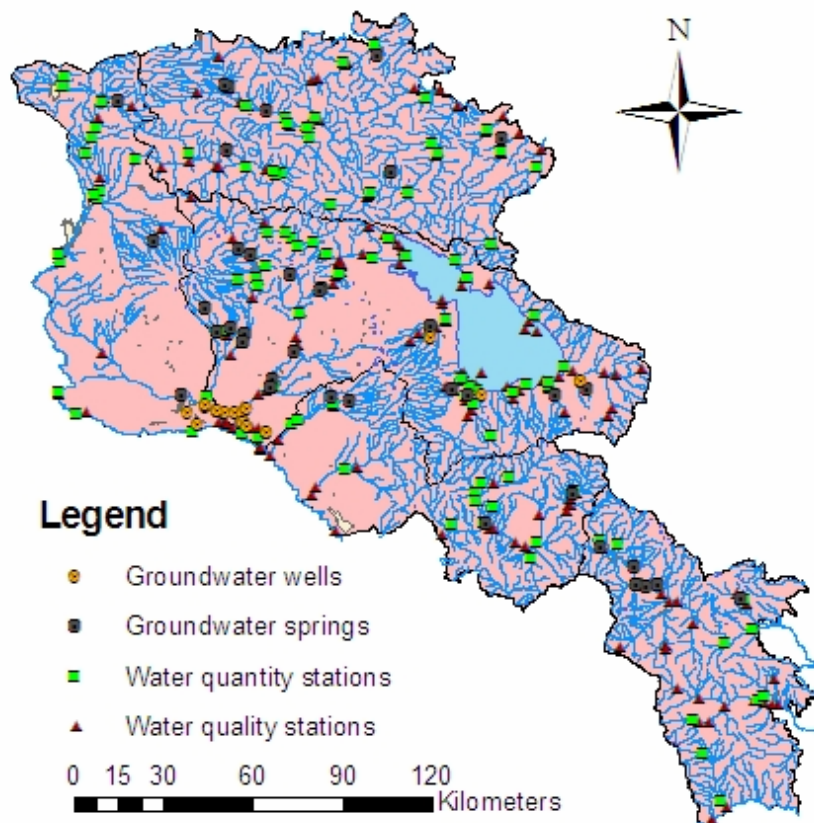 N
Legend
Groundwater wells
Groundwater springs
Water quantity stations
Water quality stations
0 15 30 60 90 120
Kilometers